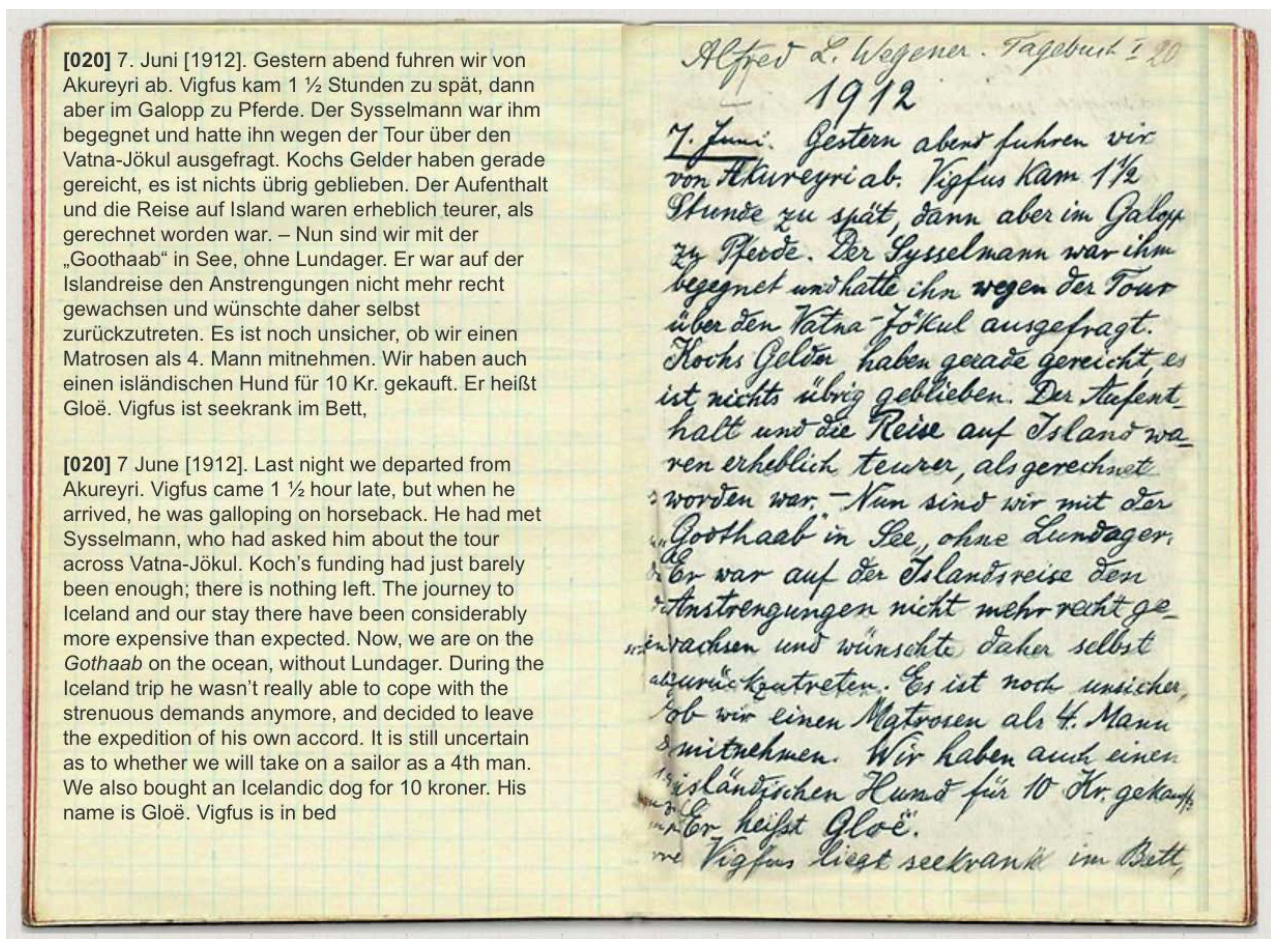 [020] 7. Juni [1912]. Gestern abend fuhren wir von
Akureyri ab. Vigfus kam 1 ½ Stunden zu spät, dann
aber im Galopp zu Pferde. Der Sysselmann war ihm
begegnet und hatte ihn wegen der Tour über den
Vatna-Jökul ausgefragt. Kochs Gelder haben gerade
gereicht, es ist nichts übrig geblieben. Der Aufenthalt
und die Reise auf Island waren erheblich teurer, als
gerechnet worden war. – Nun sind wir mit der
„Goothaab“ in See, ohne Lundager. Er war auf der
Islandreise den Anstrengungen nicht mehr recht
gewachsen und wünschte daher selbst
zurückzutreten. Es ist noch unsicher, ob wir einen
Matrosen als 4. Mann mitnehmen. Wir haben auch
einen isländischen Hund für 10 Kr. gekauft. Er heißt
Gloë. Vigfus ist seekrank im Bett,
[020] 7 June [1912]. Last night we departed from
Akureyri. Vigfus came 1 ½ hour late, but when he
arrived, he was galloping on horseback. He had met
Sysselmann, who had asked him about the tour
across Vatna-Jökul. Koch’s funding had just barely
been enough; there is nothing left. The journey to
Iceland and our stay there have been considerably
more expensive than expected. Now, we are on the
Gothaab on the ocean, without Lundager. During the
Iceland trip he wasn’t really able to cope with the
strenuous demands anymore, and decided to leave
the expedition of his own accord. It is still uncertain
as to whether we will take on a sailor as a 4th man.
We also bought an Icelandic dog for 10 kroner. His
name is Gloë. Vigfus is in bed
Alfred L. Wegener. Tagebuch I 20
1912
7. Juni. Gestern abend fuhren wir
von Akureyri ab. Vigfus kam 1½
Stunde zu spät, dann aber im Galopp
zu Pferde. Der Sysselmann war ihm
begegnet und hatte ihn wegen der Tour
über den Vatna-Jökul ausgefragt.
Kochs Gelder haben gerade gereicht, es
ist nichts übrig geblieben. Der Aufent-
halt und die Reise auf Island wa-
ren erheblich teurer, als gerechnet
worden war. – Nun sind wir mit der
„Goothaab" in See, ohne Lundager.
Er war auf der Islandsreise den
Anstrengungen nicht mehr recht ge-
wachsen und wünschte daher selbst
zurückzutreten. Es ist noch unsicher,
ob wir einen Matrosen als 4. Mann
mitnehmen. Wir haben auch einen
isländischen Hund für 10 Kr. gekauft.
Er heißt Gloë.
Vigfus liegt seekrank im Bett,